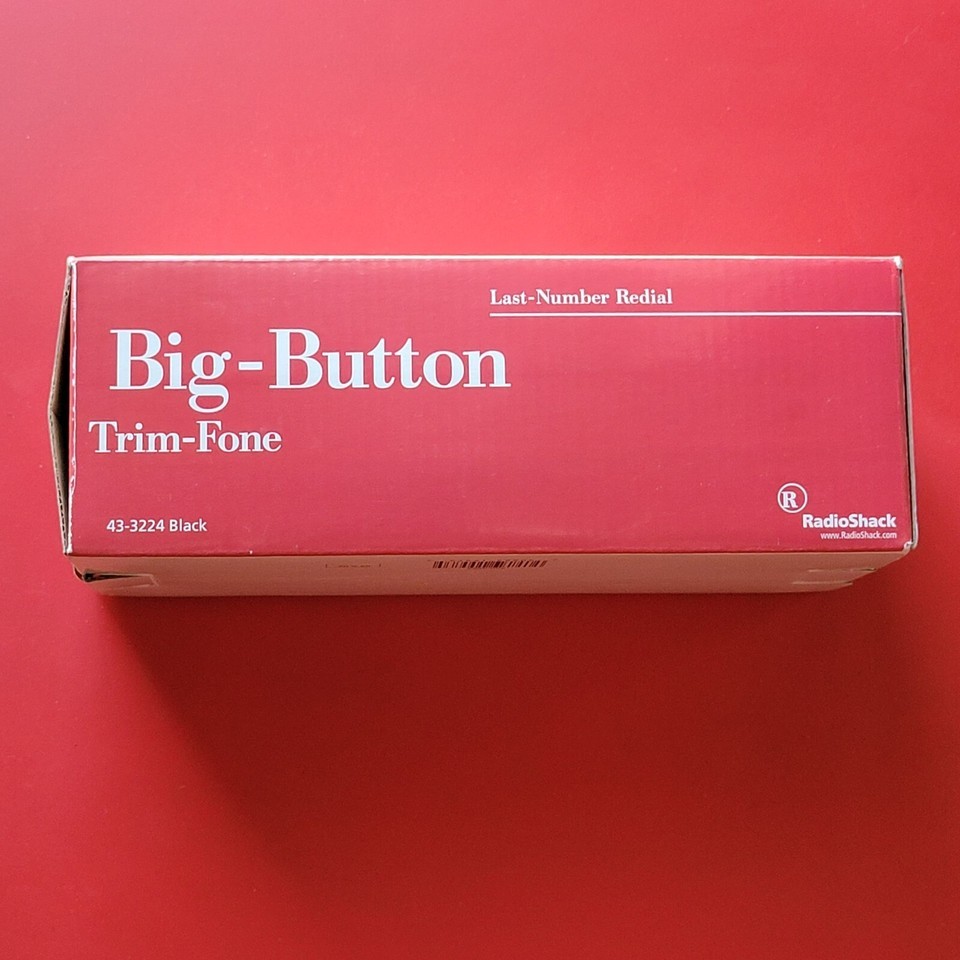 Last-Number Redial
Big-Button
Trim-Fone
43-3224 Black
R
RadioShack
www.RadioShack.com